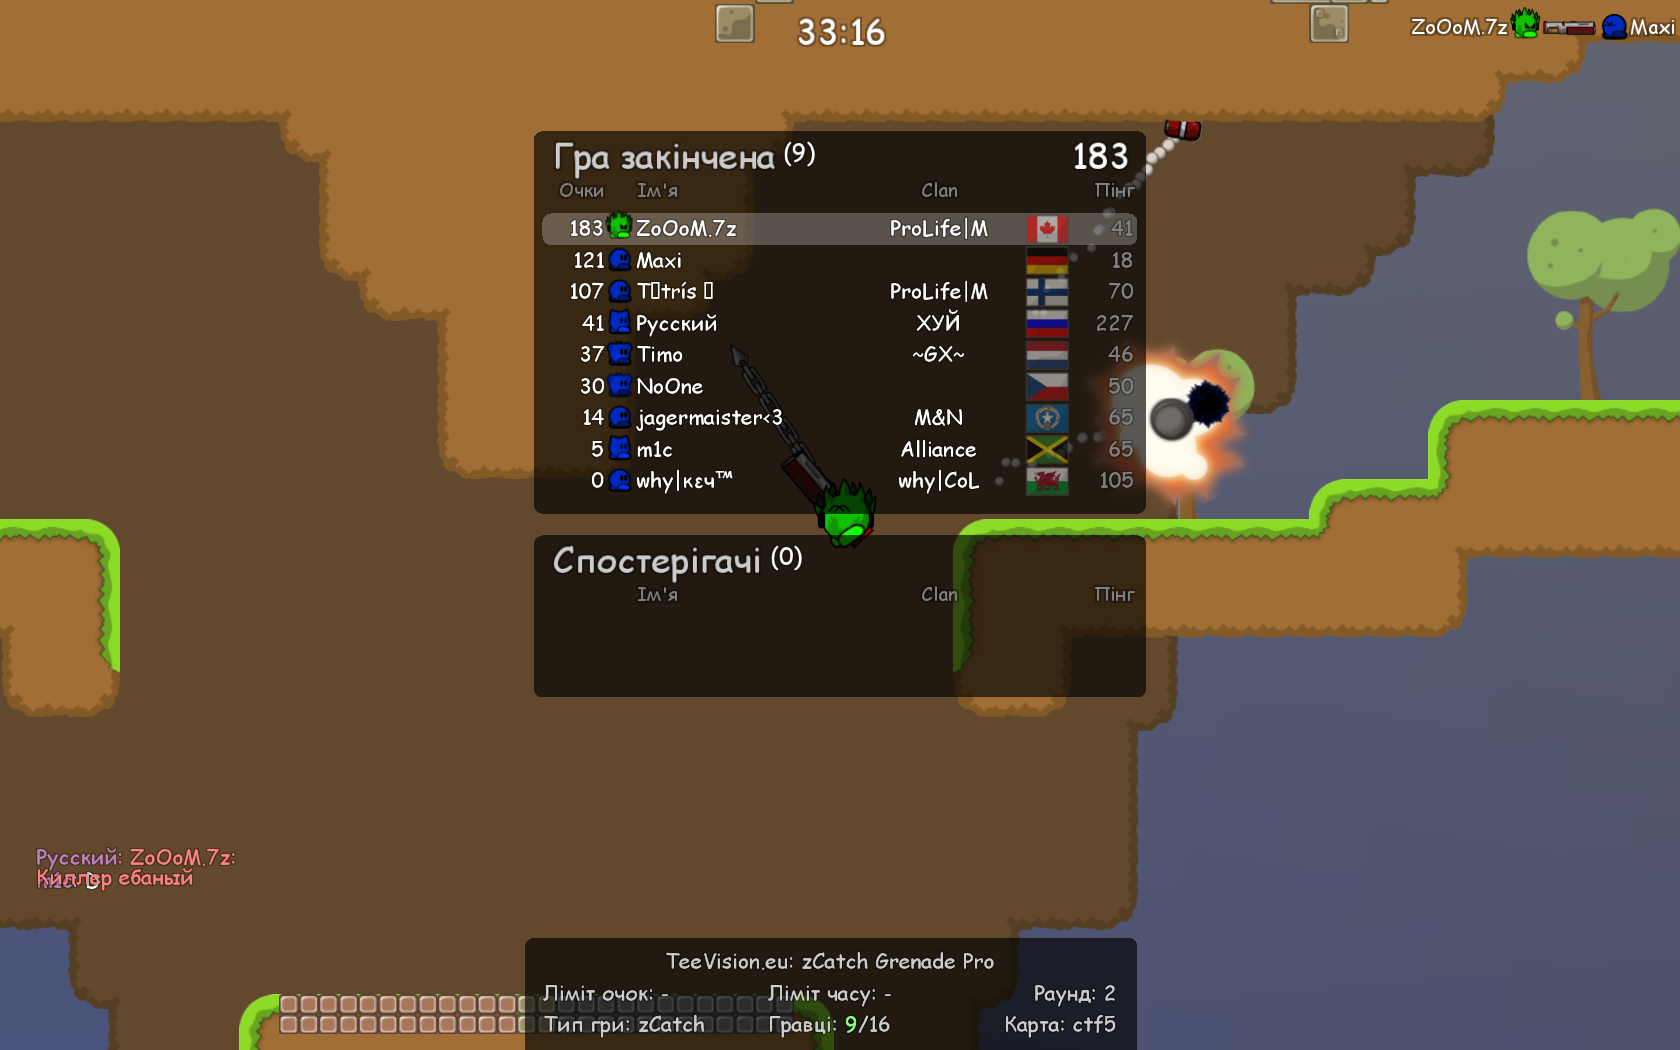 33:16
ZoOoM.7z Maxi
Гра закінчена (9) 183
Очки Ім'я Clan Пінг
183 ZoOoM.7z ProLife|M 41
121 Maxi 18
107 T▯trís ▯ ProLife|M 70
41 Русский ХУЙ 227
37 Timo ~GX~ 46
30 NoOne 50
14 jagermaister<3 M&N 65
5 m1c Alliance 65
0 why|кεч™ why|CoL 105
Спостерігачі (0)
Ім'я Clan Пінг
Русский: ZoOoM.7z:
Киллер ебаный
TeeVision.eu: zCatch Grenade Pro
Ліміт очок: - Ліміт часу: - Раунд: 2
Тип гри: zCatch Гравці: 9/16 Карта: ctf5